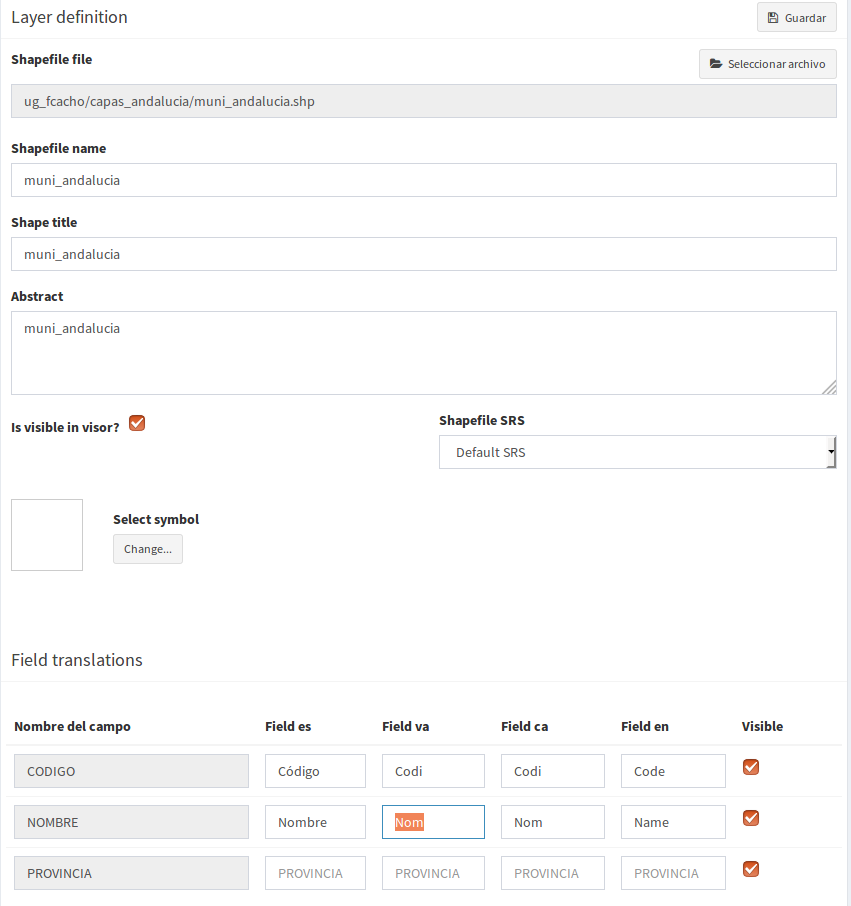 Layer definition
Guardar
Shapefile file
Seleccionar archivo
ug_fcacho/capas_andalucia/muni_andalucia.shp
Shapefile name
muni_andalucia
Shape title
muni_andalucia
Abstract
muni_andalucia
Is visible in visor?
Shapefile SRS
Default SRS
Select symbol
Change...
Field translations
Nombre del campo Field es Field va Field ca Field en Visible
CODIGO Código Codi Codi Code
NOMBRE Nombre Nom Nom Name
PROVINCIA PROVINCIA PROVINCIA PROVINCIA PROVINCIA